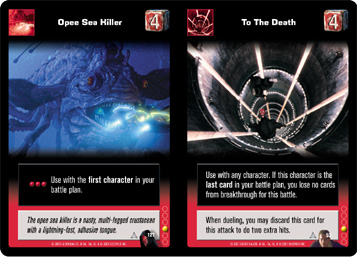 Opee Sea Killer
4
Use with the first character in your
battle plan.
The opee sea killer is a nasty, multi-legged crustacean
with a lightning-fast, adhesive tongue.
To The Death
4
Use with any character. If this character is the
last card in your battle plan, you lose no cards
from breakthrough for this battle.
When dueling, you may discard this card for
this attack to do two extra hits.